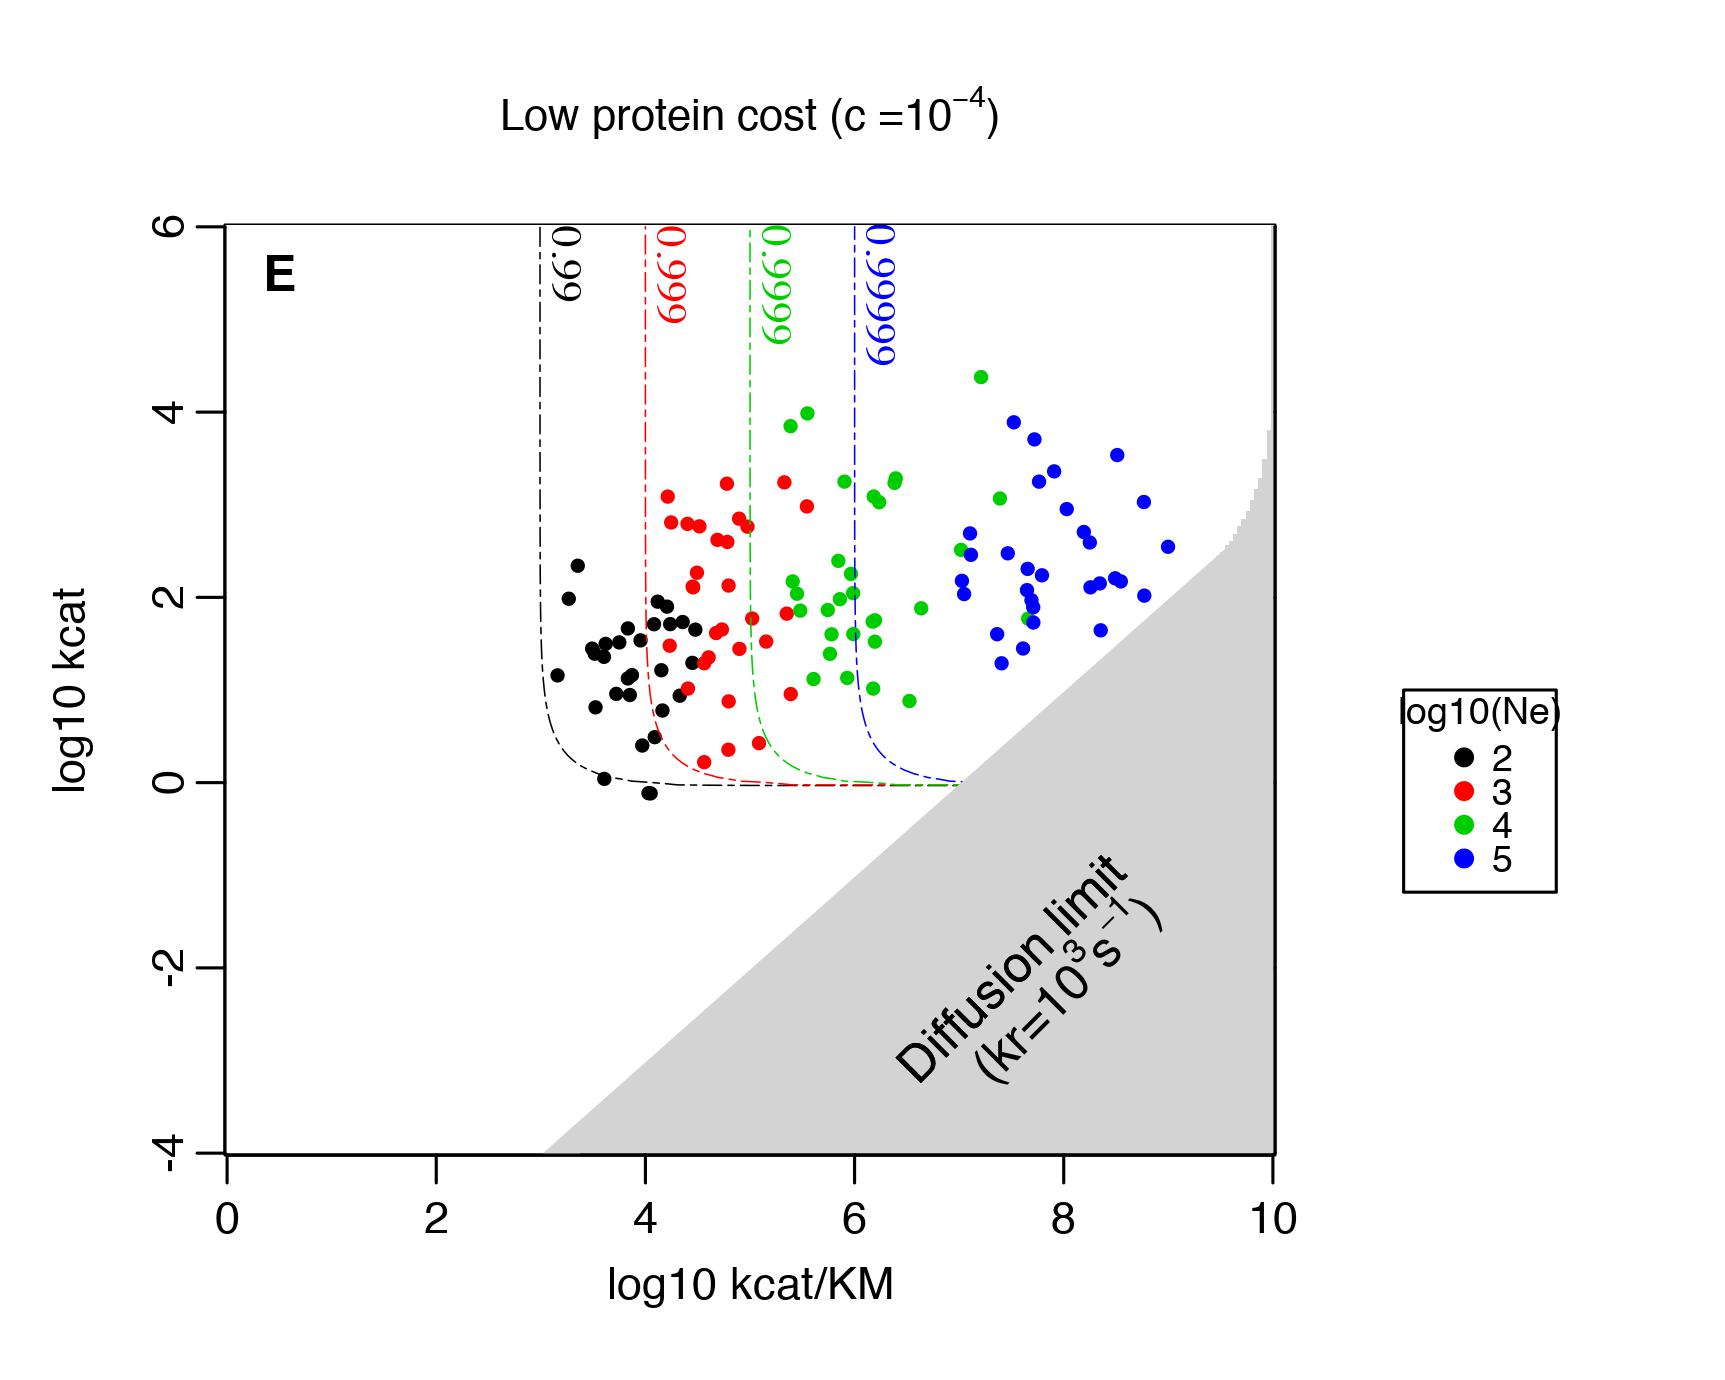 Low protein cost (c =10⁻⁴)
E
0.99
0.999
0.9999
0.99999
6
4
2
0
-2
-4
log10 kcat
0 2 4 6 8 10
log10 kcat/KM
Diffusion limit
(kr=10³s⁻¹)
log10(Ne)
2
3
4
5